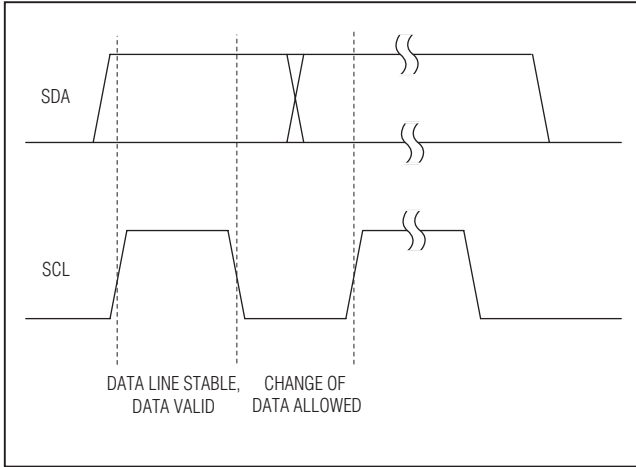 SDA
SCL
DATA LINE STABLE,
DATA VALID
CHANGE OF
DATA ALLOWED